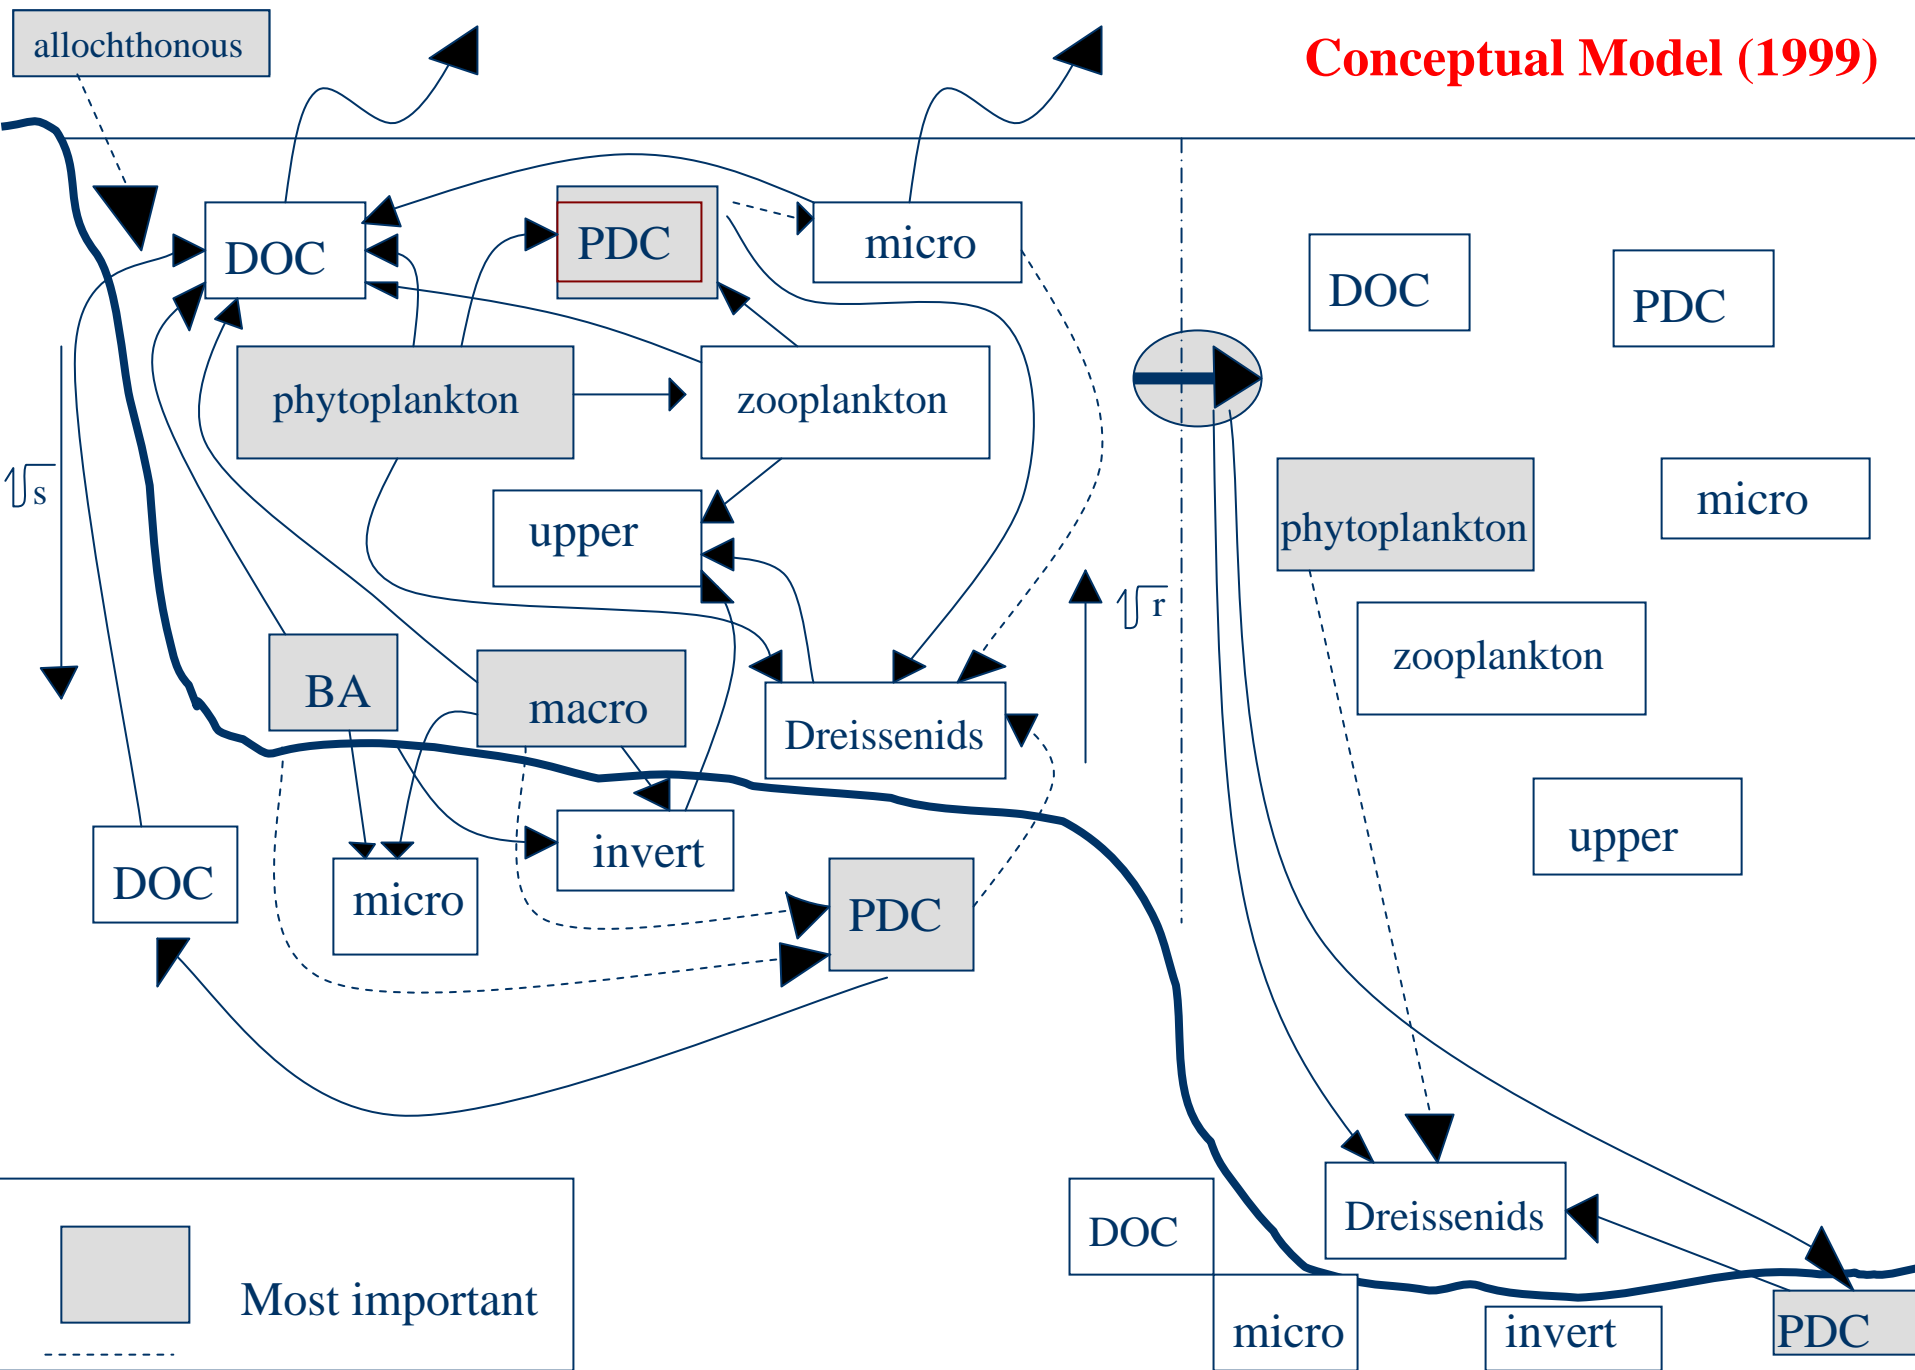 allochthonous
Conceptual Model (1999)
DOC
PDC
micro
DOC
PDC
phytoplankton
zooplankton
s
upper
micro
phytoplankton
r
zooplankton
BA
macro
Dreissenids
upper
DOC
micro
invert
PDC
DOC
Dreissenids
Most important
micro
invert
PDC